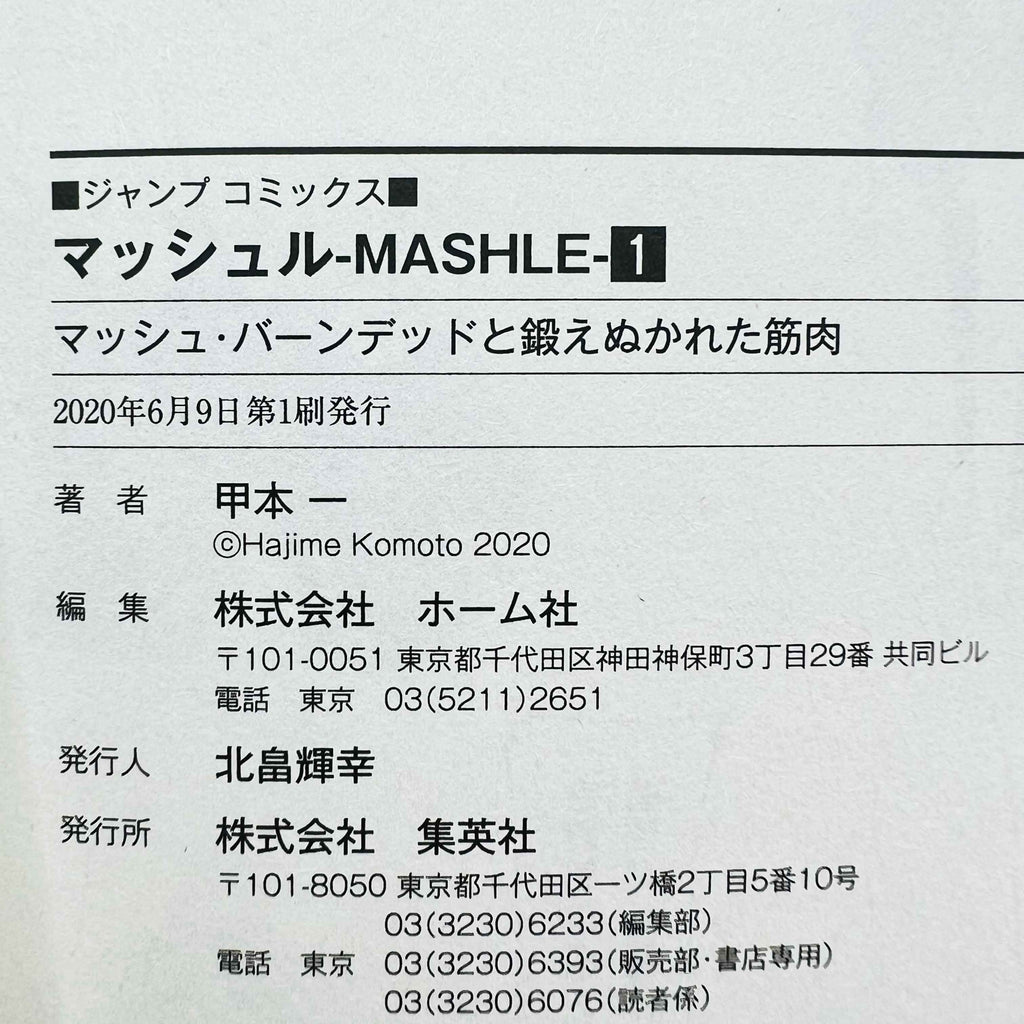 ■ジャンプ コミックス■
マッシュル-MASHLE-1
マッシュ・バーンデッドと鍛えぬかれた筋肉
2020年6月9日 第1刷発行
著 者 甲本 一
©Hajime Komoto 2020
編 集 株式会社 ホーム社
〒101-0051 東京都千代田区神田神保町3丁目29番 共同ビル
電話 東京 03(5211)2651
発行人 北畠輝幸
発行所 株式会社 集英社
〒101-8050 東京都千代田区一ツ橋2丁目5番10号
03(3230)6233(編集部)
電話 東京 03(3230)6393(販売部・書店専用)
03(3230)6076(読者係)